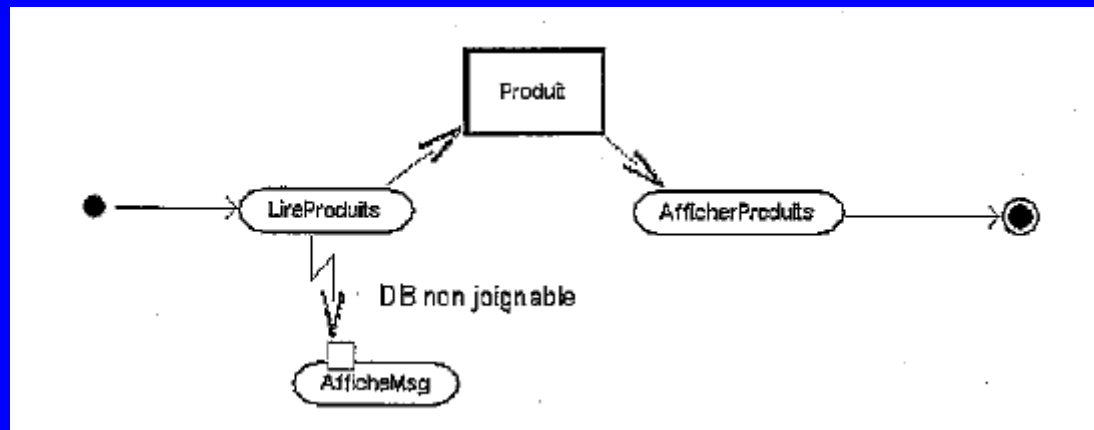 Produit
LireProduits
AfficherProduits
DB non joignable
AfficheMsg